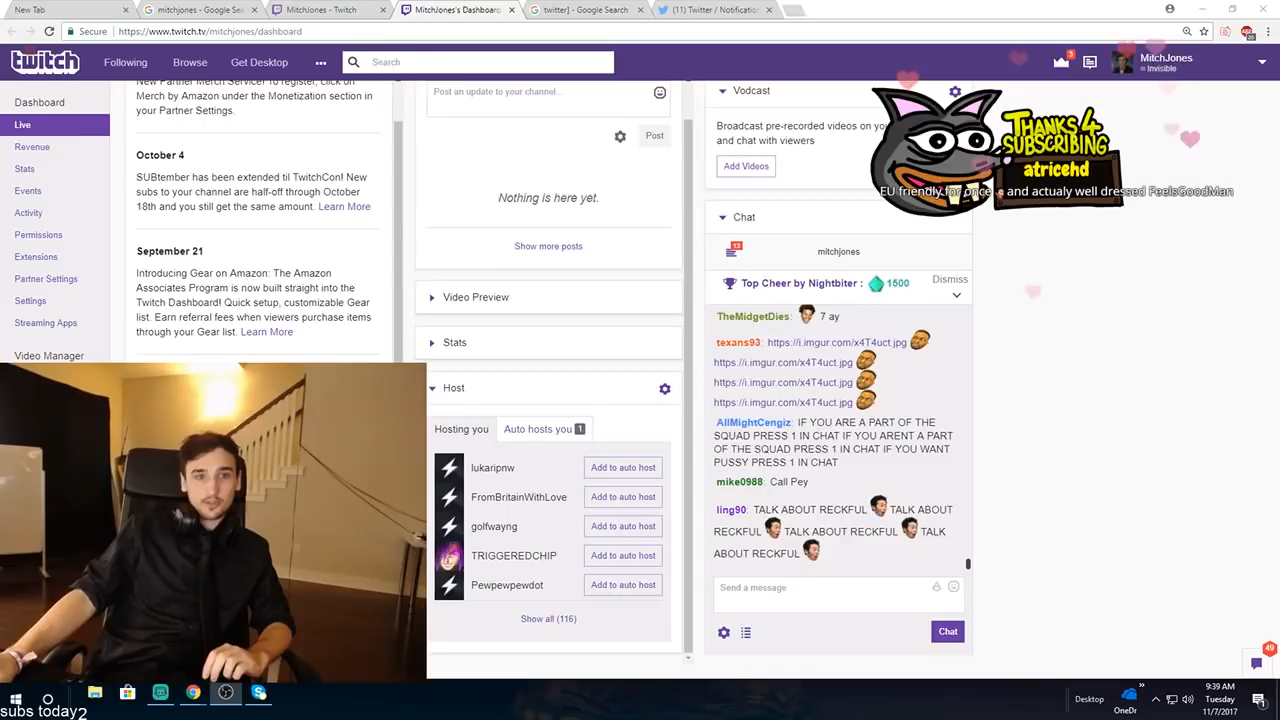 New Tab
mitchjones - Google Sea
MitchJones - Twitch
MitchJones's Dashboard
twitter] - Google Search
(11) Twitter / Notifications
Secure
https://www.twitch.tv/mitchjones/dashboard
twitch
Following
Browse
Get Desktop
Search
3
MitchJones
Invisible
Dashboard
Live
Revenue
Stats
Events
Activity
Permissions
Extensions
Partner Settings
Settings
Streaming Apps
Video Manager
New Partner Merch Service! To register, click on
Merch by Amazon under the Monetization section in
your Partner Settings.
October 4
SUBtember has been extended til TwitchCon! New
subs to your channel are half-off through October
18th and you still get the same amount. Learn More
September 21
Introducing Gear on Amazon: The Amazon
Associates Program is now built straight into the
Twitch Dashboard! Quick setup, customizable Gear
list. Earn referral fees when viewers purchase items
through your Gear list. Learn More
Post an update to your channel...
Post
Nothing is here yet.
Show more posts
Video Preview
Stats
Host
Hosting you
Auto hosts you 1
lukaripnw
Add to auto host
FromBritainWithLove
Add to auto host
golfwayng
Add to auto host
TRIGGEREDCHIP
Add to auto host
Pewpewpewdot
Add to auto host
Show all (116)
Vodcast
Broadcast pre-recorded videos on you
and chat with viewers
Add Videos
THANKS 4
SUBSCRIBING
atricehd
EU friendly for once and actualy well dressed FeelsGoodMan
Chat
13
mitchjones
Top Cheer by Nightbiter : 1500
Dismiss
TheMidgetDies: 7 ay
texans93: https://i.imgur.com/x4T4uct.jpg
https://i.imgur.com/x4T4uct.jpg
https://i.imgur.com/x4T4uct.jpg
https://i.imgur.com/x4T4uct.jpg
AllMightCengiz: IF YOU ARE A PART OF THE
SQUAD PRESS 1 IN CHAT IF YOU ARENT A PART
OF THE SQUAD PRESS 1 IN CHAT IF YOU WANT
PUSSY PRESS 1 IN CHAT
mike0988: Call Pey
ling90: TALK ABOUT RECKFUL TALK ABOUT
RECKFUL TALK ABOUT RECKFUL TALK
ABOUT RECKFUL
Send a message
Chat
49
subs today2
Desktop
OneDr
9:39 AM
Tuesday
11/7/2017